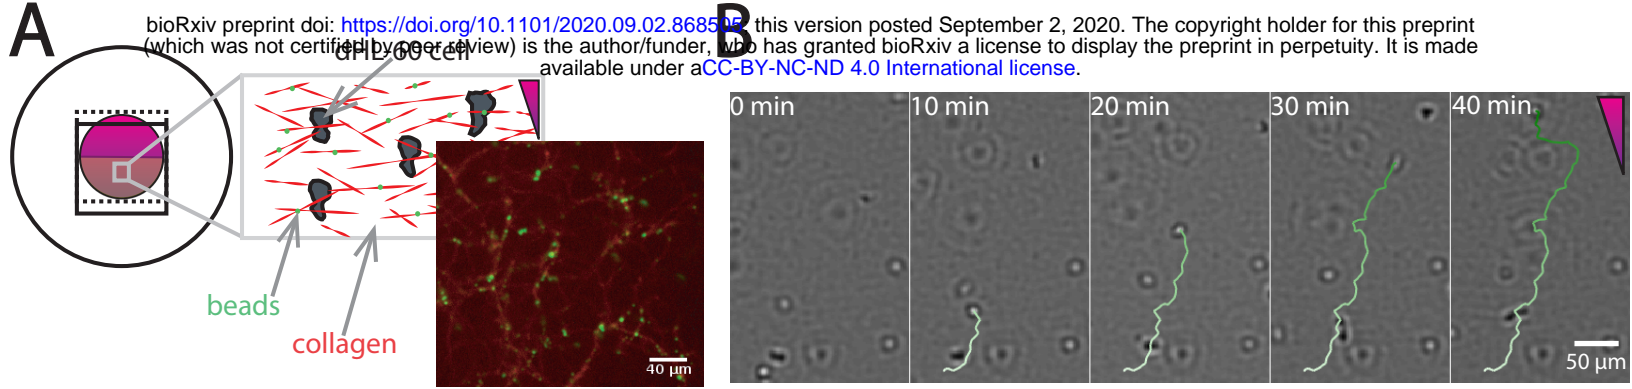 A
B
bioRxiv preprint doi: https://doi.org/10.1101/2020.09.02.868505; this version posted September 2, 2020. The copyright holder for this preprint
(which was not certified by peer review) is the author/funder, who has granted bioRxiv a license to display the preprint in perpetuity. It is made
available under aCC-BY-NC-ND 4.0 International license.
dHL-60 cell
beads
collagen
40 µm
0 min
10 min
20 min
30 min
40 min
50 µm